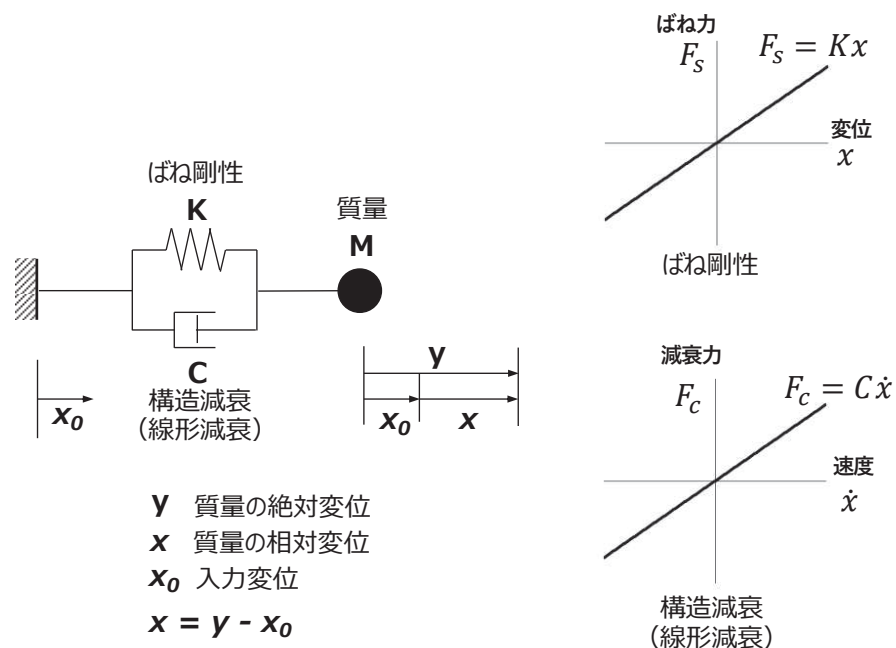 ばね剛性
K
質量
M
C
構造減衰
（線形減衰）
x₀
y
x₀
x
y 質量の絶対変位
x 質量の相対変位
x₀ 入力変位
x = y - x₀
ばね力
Fₛ
Fₛ = Kx
変位
x
ばね剛性
減衰力
F_c
F_c = Cẋ
速度
ẋ
構造減衰
（線形減衰）